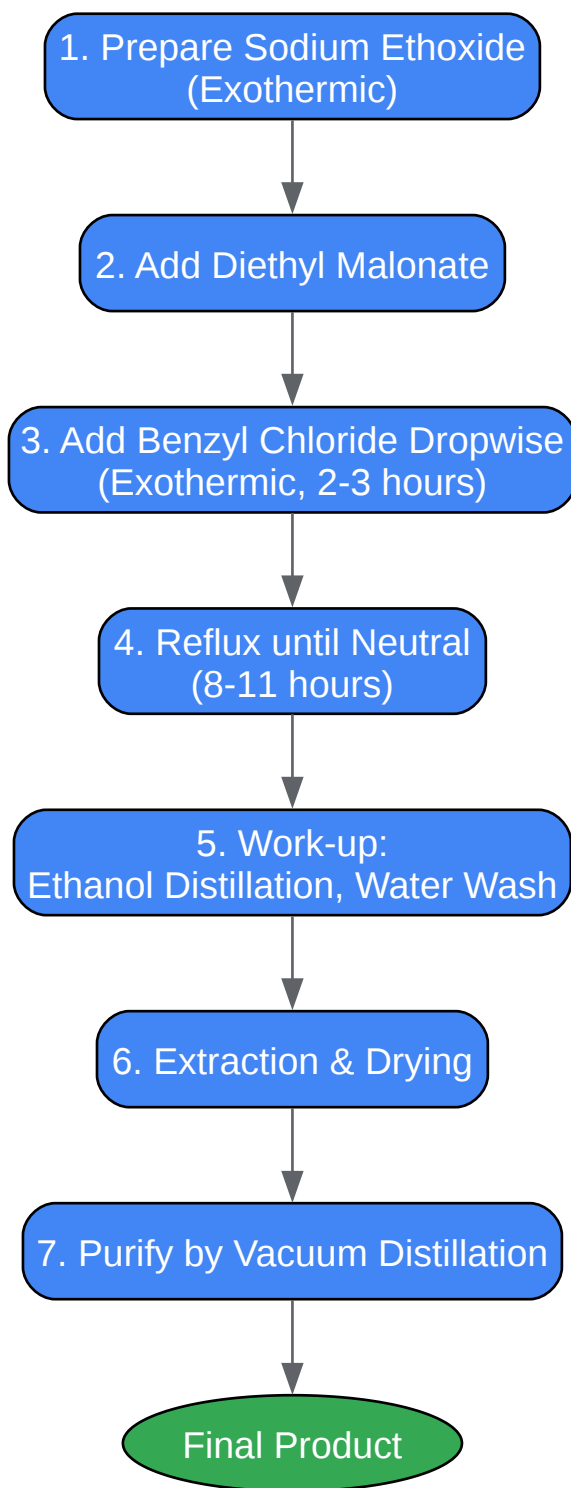 1. Prepare Sodium Ethoxide
(Exothermic)
2. Add Diethyl Malonate
3. Add Benzyl Chloride Dropwise
(Exothermic, 2-3 hours)
4. Reflux until Neutral
(8-11 hours)
5. Work-up:
Ethanol Distillation, Water Wash
6. Extraction & Drying
7. Purify by Vacuum Distillation
Final Product